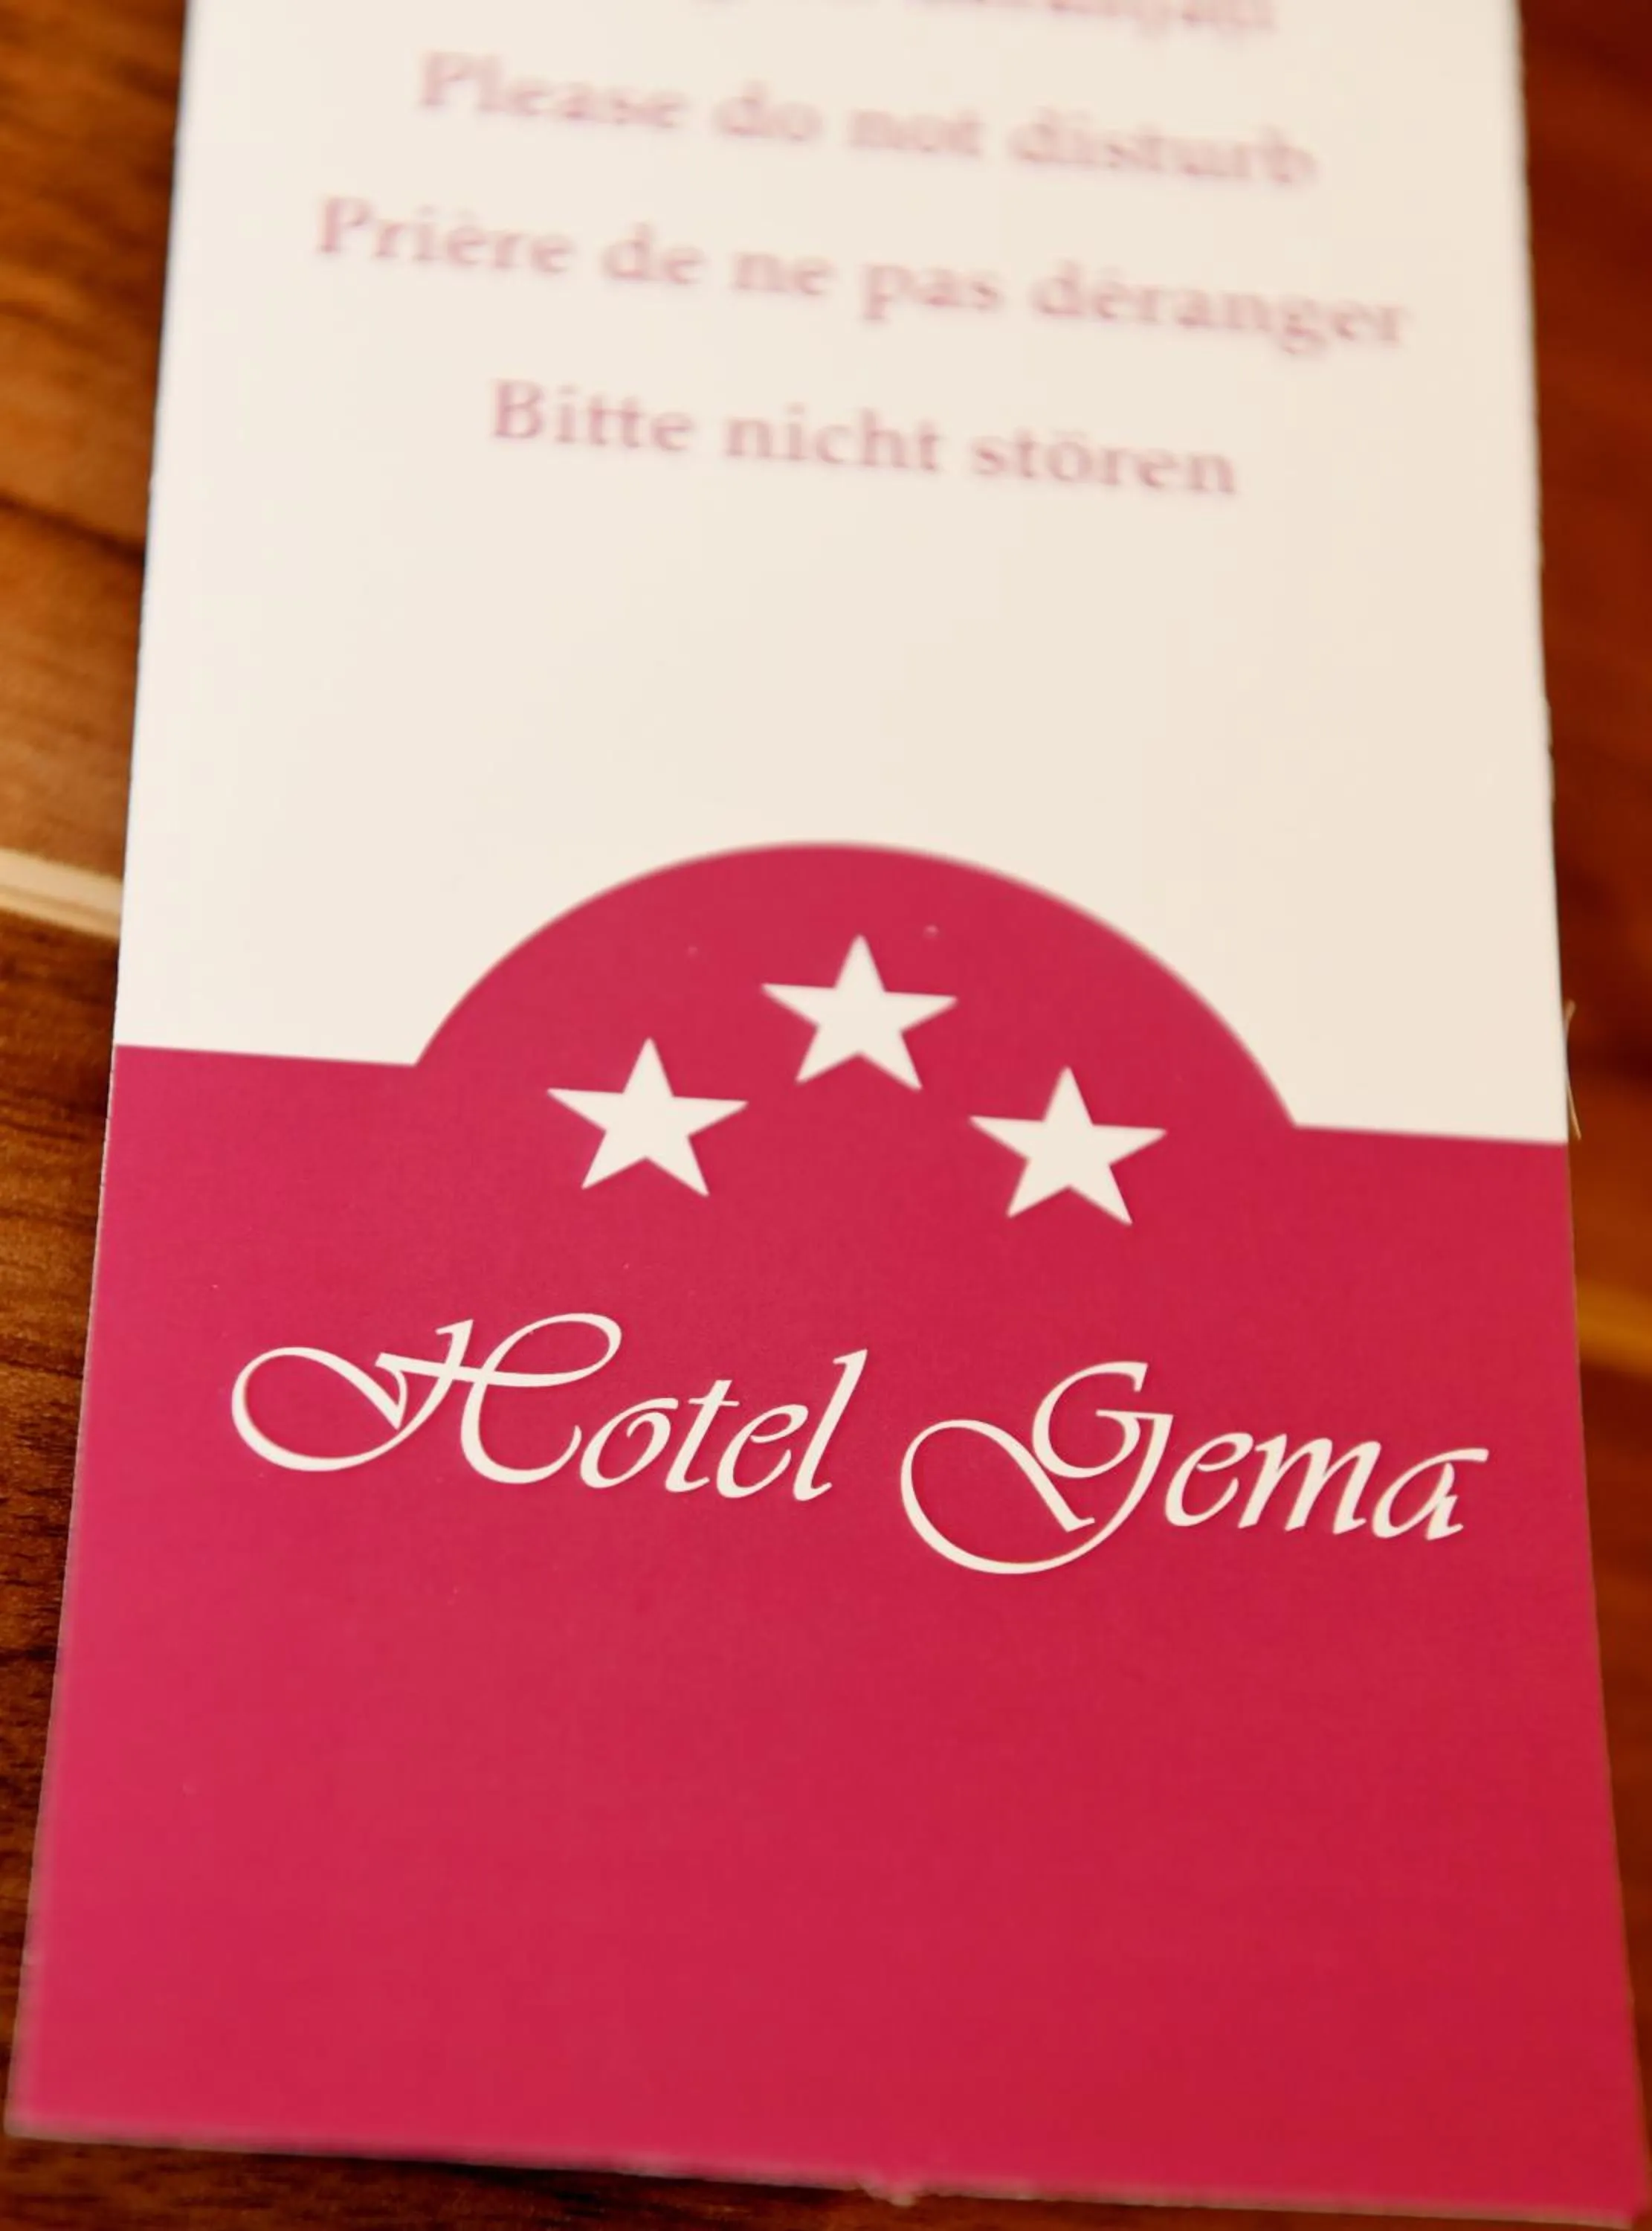 Please do not disturb
Prière de ne pas déranger
Bitte nicht stören
Hotel Gema